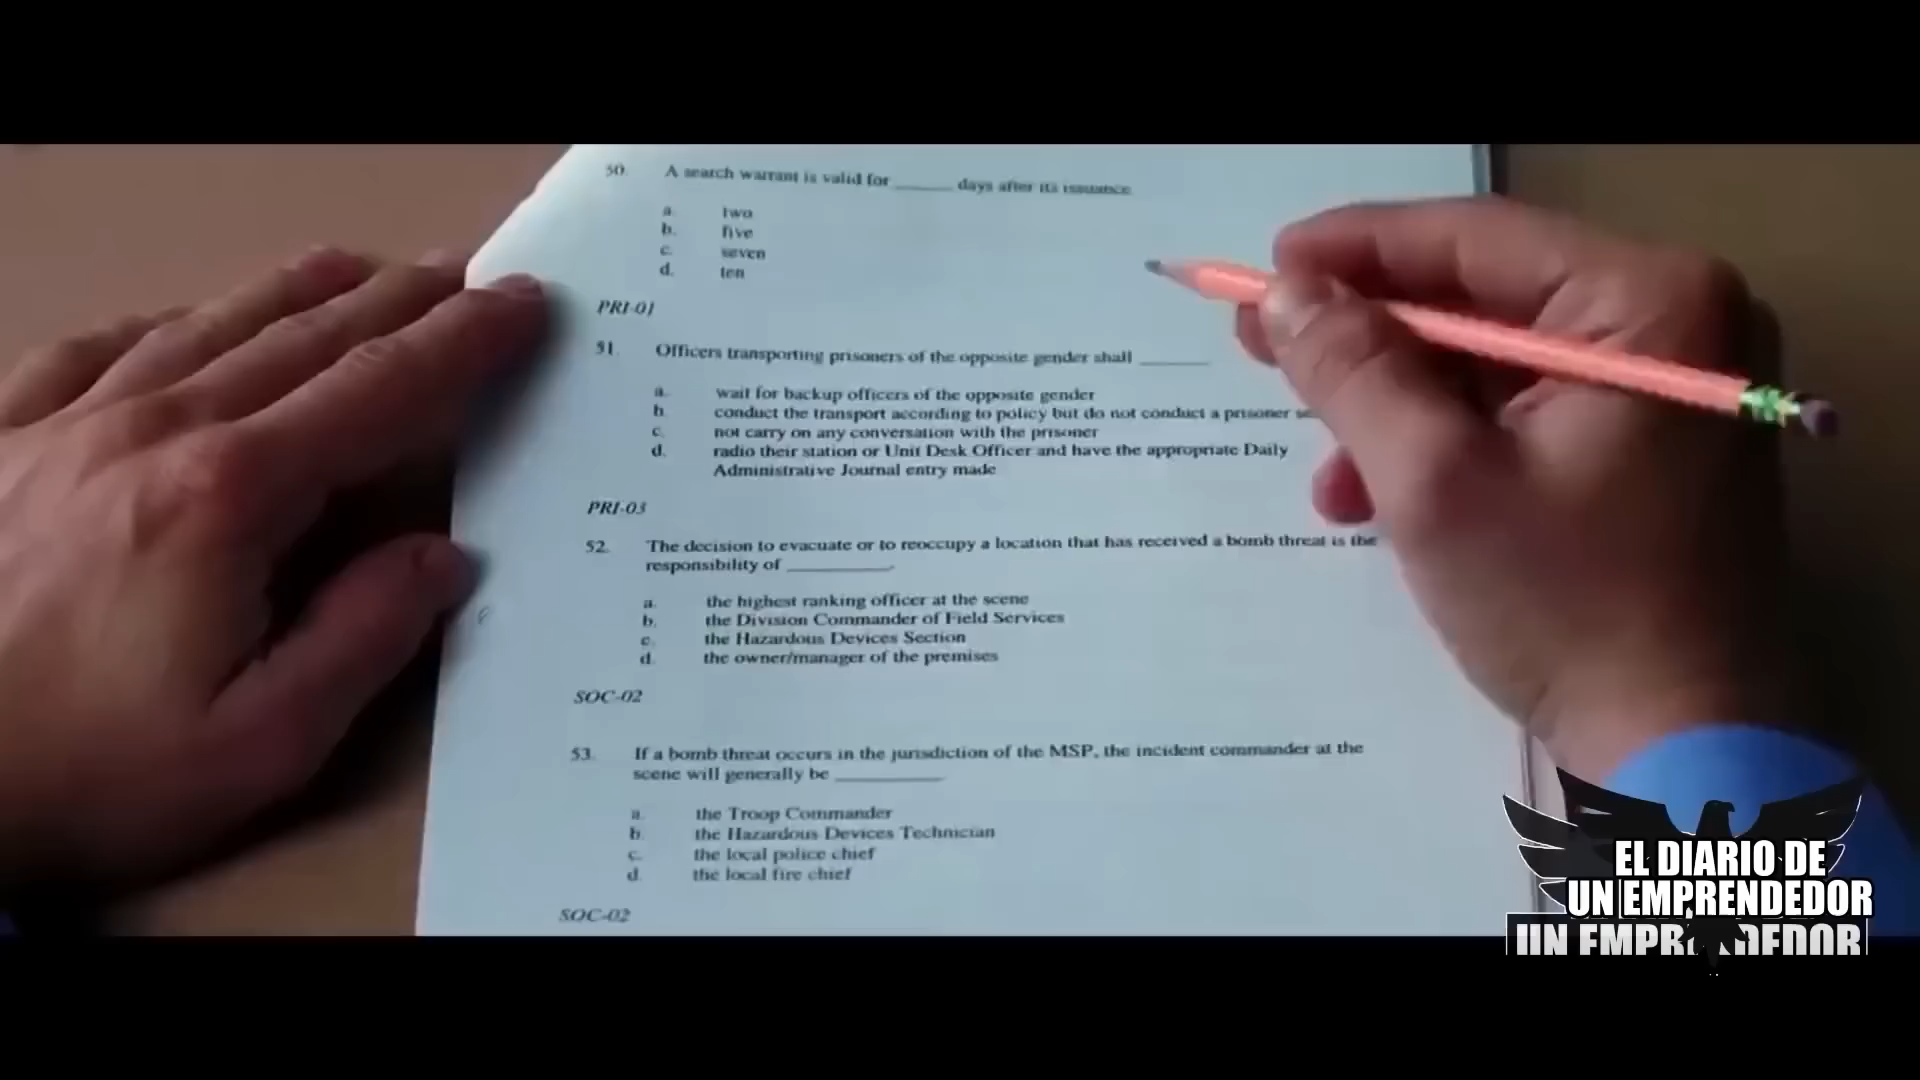 50. A search warrant is valid for ______ days after its issuance
a. two
b. five
c. seven
d. ten
PRI-01
51. Officers transporting prisoners of the opposite gender shall ______
a. wait for backup officers of the opposite gender
b. conduct the transport according to policy but do not conduct a prisoner
c. not carry on any conversation with the prisoner
d. radio their station or Unit Desk Officer and have the appropriate Daily
Administrative Journal entry made
PRI-03
52. The decision to evacuate or to reoccupy a location that has received a bomb threat is the
responsibility of _________.
a. the highest ranking officer at the scene
b. the Division Commander of Field Services
c. the Hazardous Devices Section
d. the owner/manager of the premises
SOC-02
53. If a bomb threat occurs in the jurisdiction of the MSP, the incident commander at the
scene will generally be _________
a. the Troop Commander
b. the Hazardous Devices Technician
c. the local police chief
d. the local fire chief
SOC-02
EL DIARIO DE
UN EMPRENDEDOR